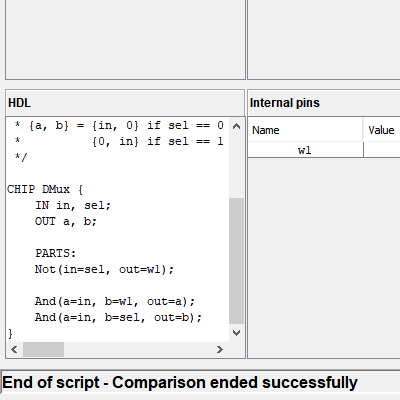 HDL
Internal pins
* {a, b} = {in, 0} if sel == 0
*          {0, in} if sel == 1
*/
CHIP DMux {
    IN in, sel;
    OUT a, b;
    PARTS:
    Not(in=sel, out=w1);
    And(a=in, b=w1, out=a);
    And(a=in, b=sel, out=b);
}
Name Value
w1
End of script - Comparison ended successfully